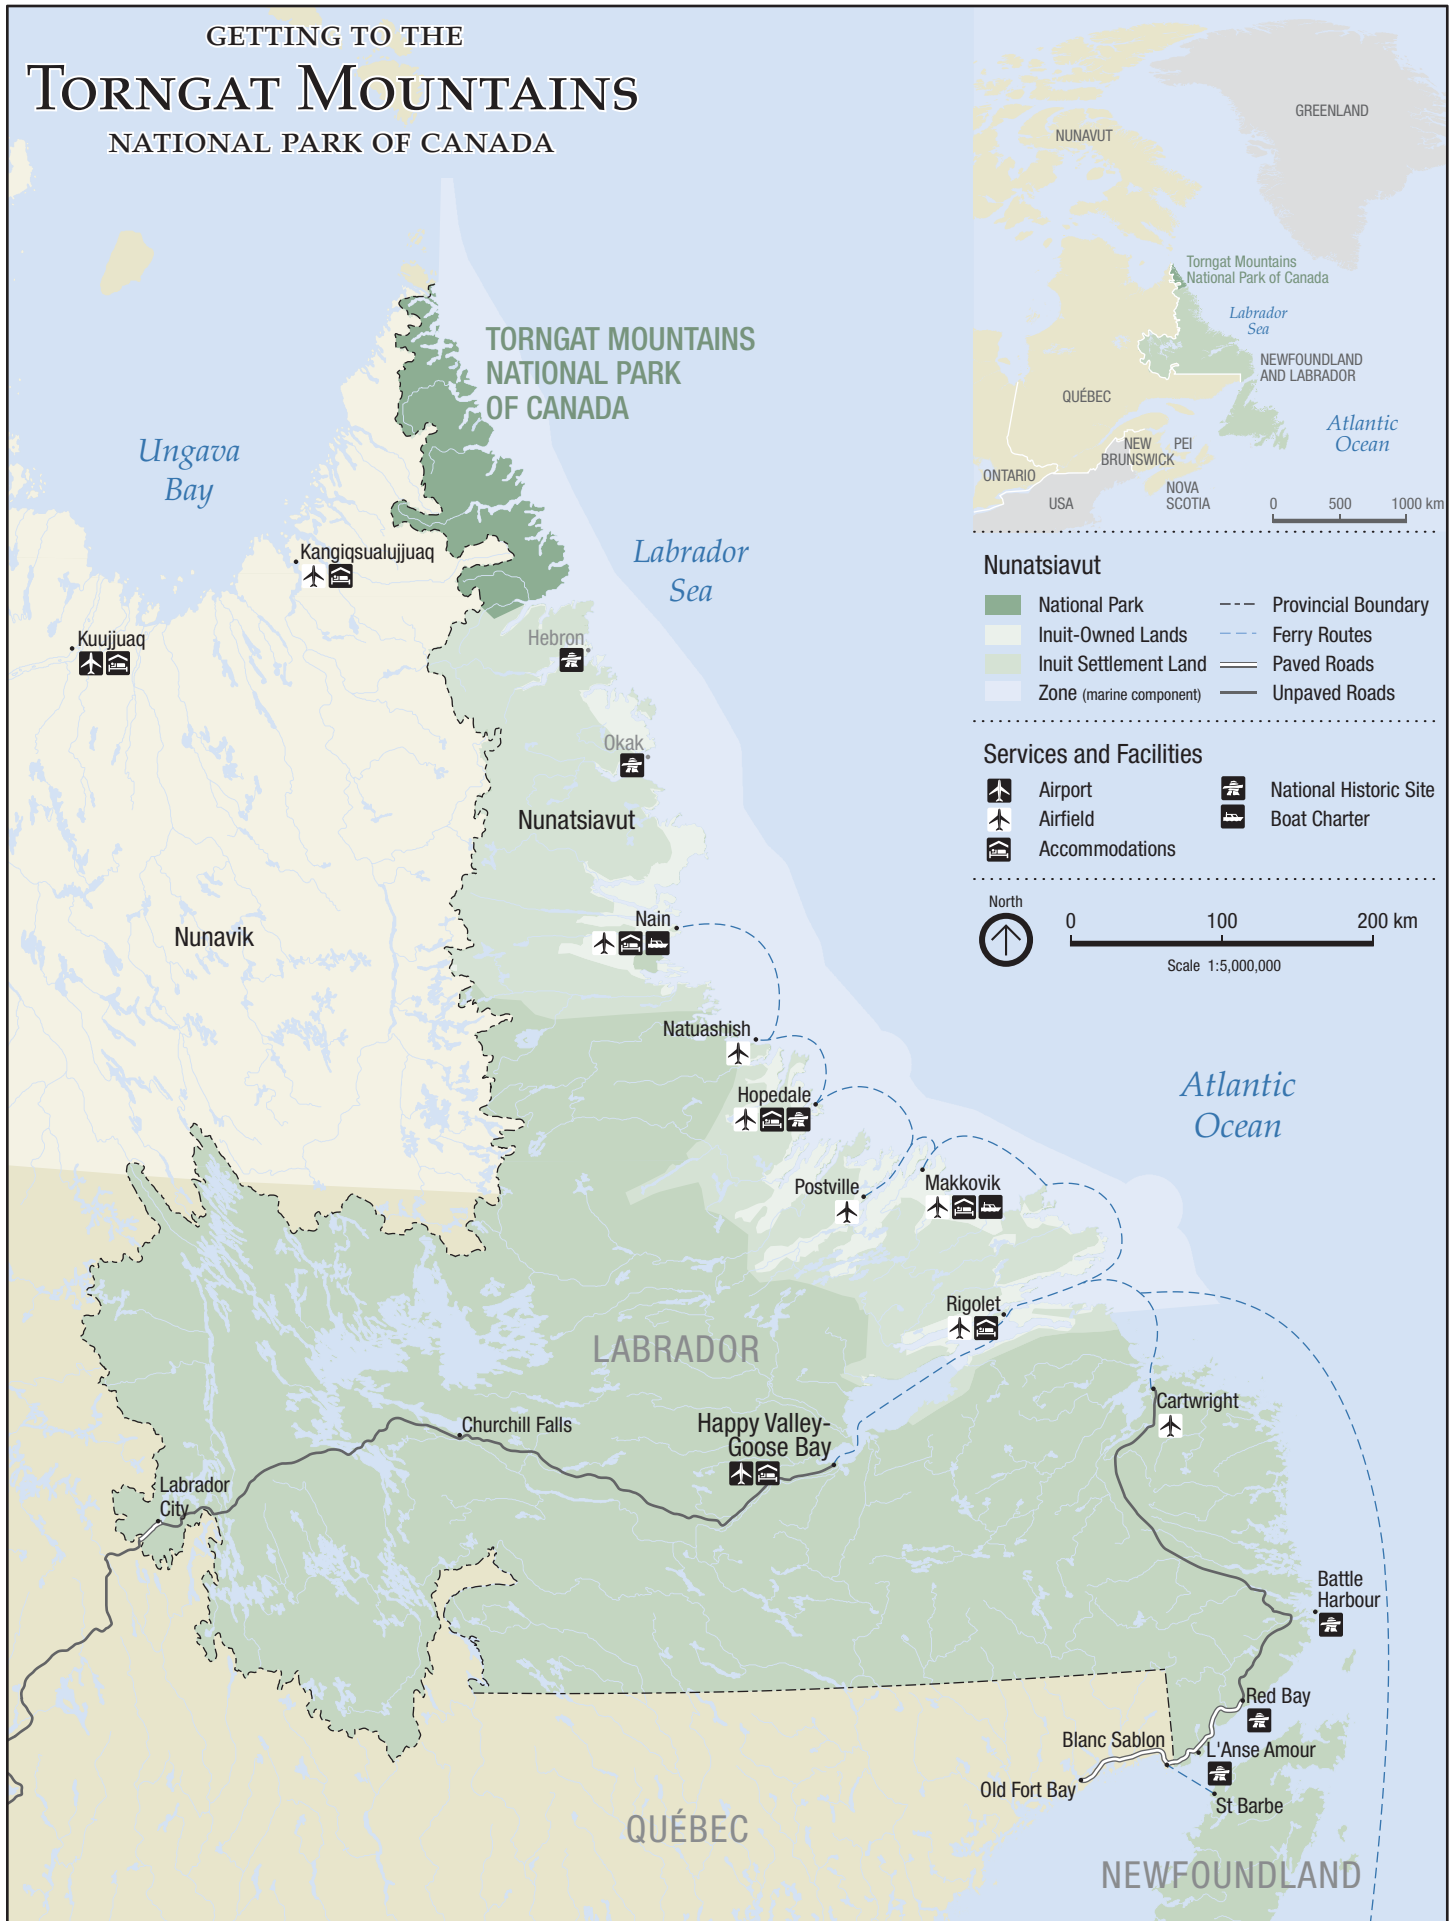 GETTING TO THE
TORNGAT MOUNTAINS
NATIONAL PARK OF CANADA
GREENLAND
NUNAVUT
Torngat Mountains
National Park of Canada
Labrador
Sea
NEWFOUNDLAND
AND LABRADOR
QUÉBEC
Atlantic
Ocean
NEW
BRUNSWICK
PEI
ONTARIO
NOVA
SCOTIA
USA
0 500 1000 km
TORNGAT MOUNTAINS
NATIONAL PARK
OF CANADA
Ungava
Bay
Labrador
Sea
Kangiqsualujjuaq
Kuujjuaq
Hebron
Okak
Nunatsiavut
Nunatsiavut
National Park
Inuit-Owned Lands
Inuit Settlement Land
Zone (marine component)
Provincial Boundary
Ferry Routes
Paved Roads
Unpaved Roads
Services and Facilities
Airport
Airfield
Accommodations
National Historic Site
Boat Charter
North
0 100 200 km
Scale 1:5,000,000
Nain
Nunavik
Natuashish
Hopedale
Atlantic
Ocean
Postville
Makkovik
Rigolet
LABRADOR
Cartwright
Happy Valley-
Goose Bay
Churchill Falls
Labrador
City
Battle
Harbour
Red Bay
Blanc Sablon
L'Anse Amour
Old Fort Bay
St Barbe
QUÉBEC
NEWFOUNDLAND